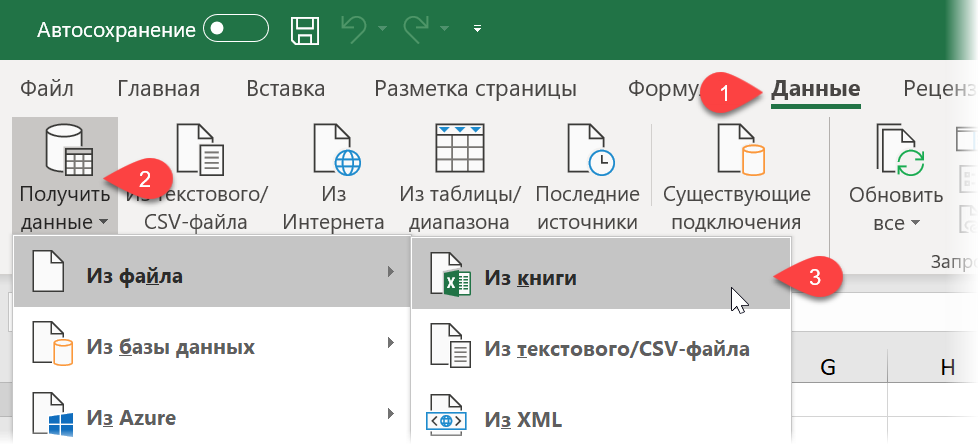 Автосохранение
Файл Главная Вставка Разметка страницы Форму 1 Данные Реценз
2 3
Получить данные
Из текстового/ CSV-файла
Из Интернета
Из таблицы/ диапазона
Последние источники
Существующие подключения
Обновить все
Запро
Из файла
Из базы данных
Из Azure
Из книги
Из текстового/CSV-файла
Из XML
G H